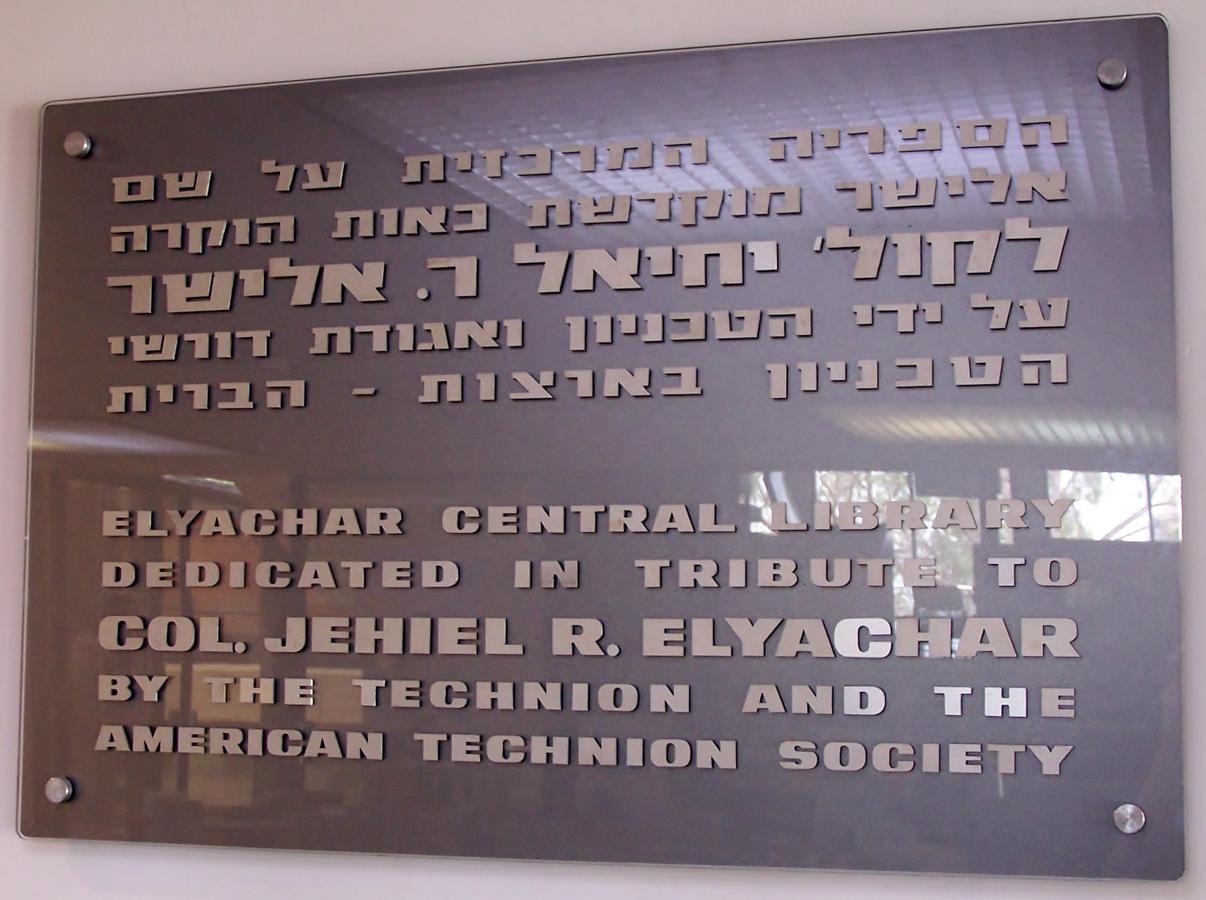 הספריה המרכזית על שם
אלישר מוקדשת כאות הוקרה
לקול' יחיאל ר. אלישר
על ידי הטכניון ואגודת דורשי
הטכניון בארצות - הברית
ELYACHAR CENTRAL LIBRARY
DEDICATED IN TRIBUTE TO
COL. JEHIEL R. ELYACHAR
BY THE TECHNION AND THE
AMERICAN TECHNION SOCIETY